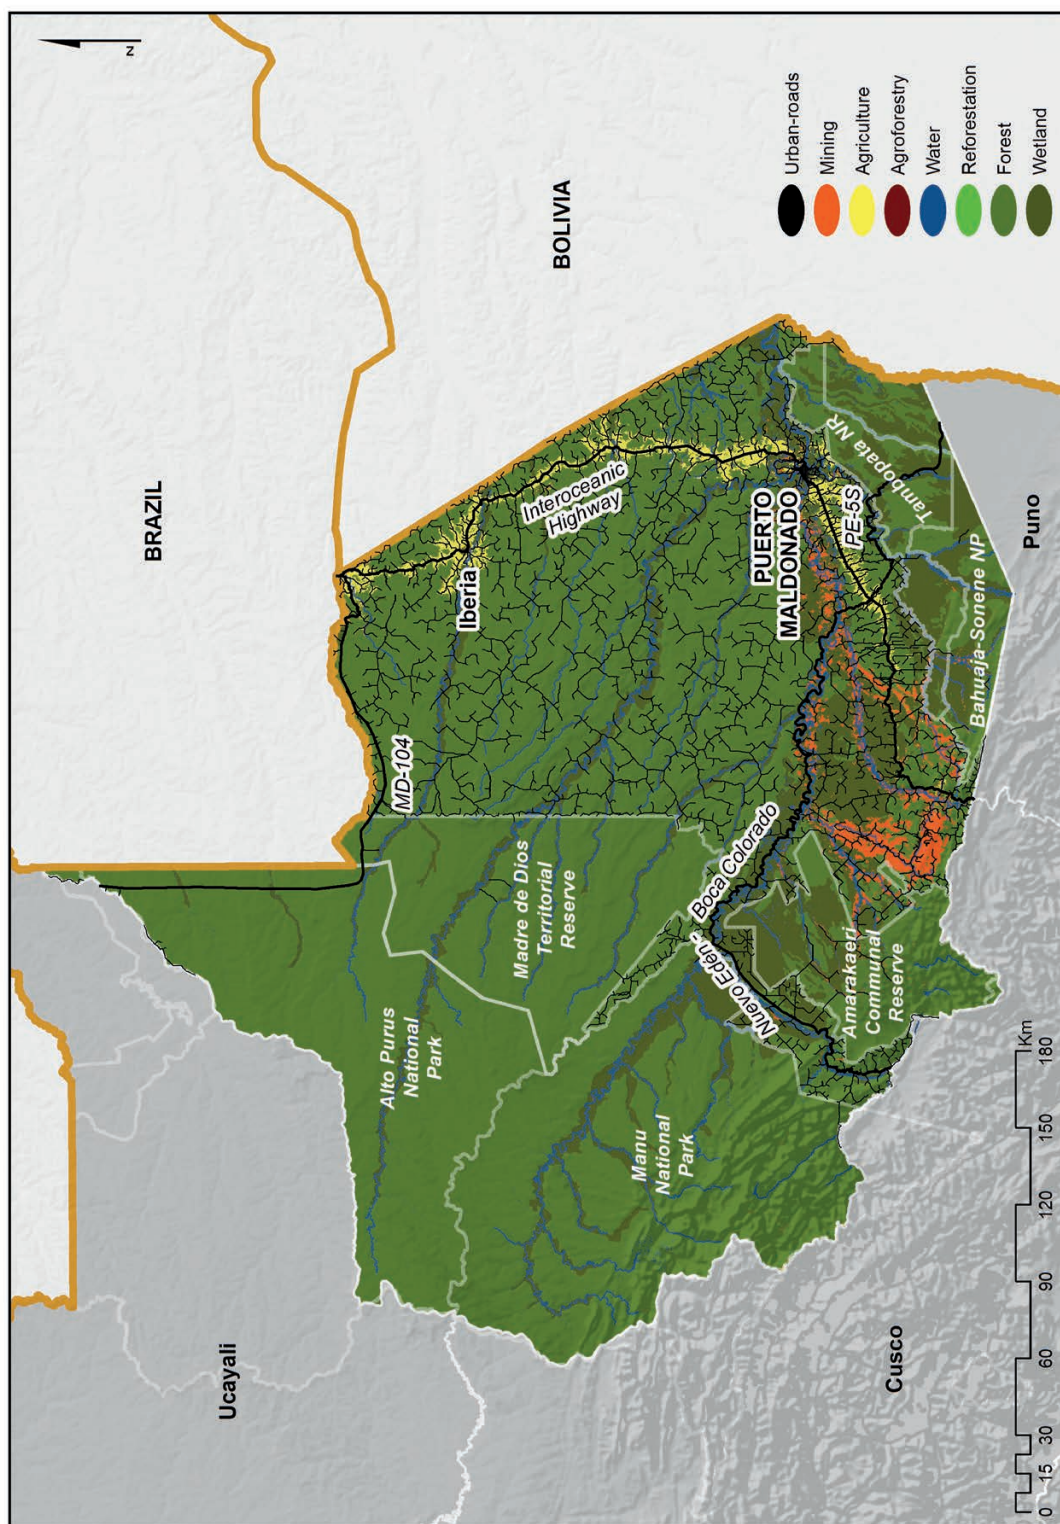 N
BRAZIL
BOLIVIA
Ucayali
Cusco
Puno
MD-104
Iberia
Interoceanic
Highway
Alto Purus
National
Park
Madre de Dios
Territorial
Reserve
Manu
National
Park
Nuevo Edén - Boca Colorado
Amarakaeri
Communal
Reserve
PUERTO
MALDONADO
PE-5S
Tambopata NR
Bahuaja-Sonene NP
Urban-roads
Mining
Agriculture
Agroforestry
Water
Reforestation
Forest
Wetland
0 15 30 60 90 120 150 180
Km